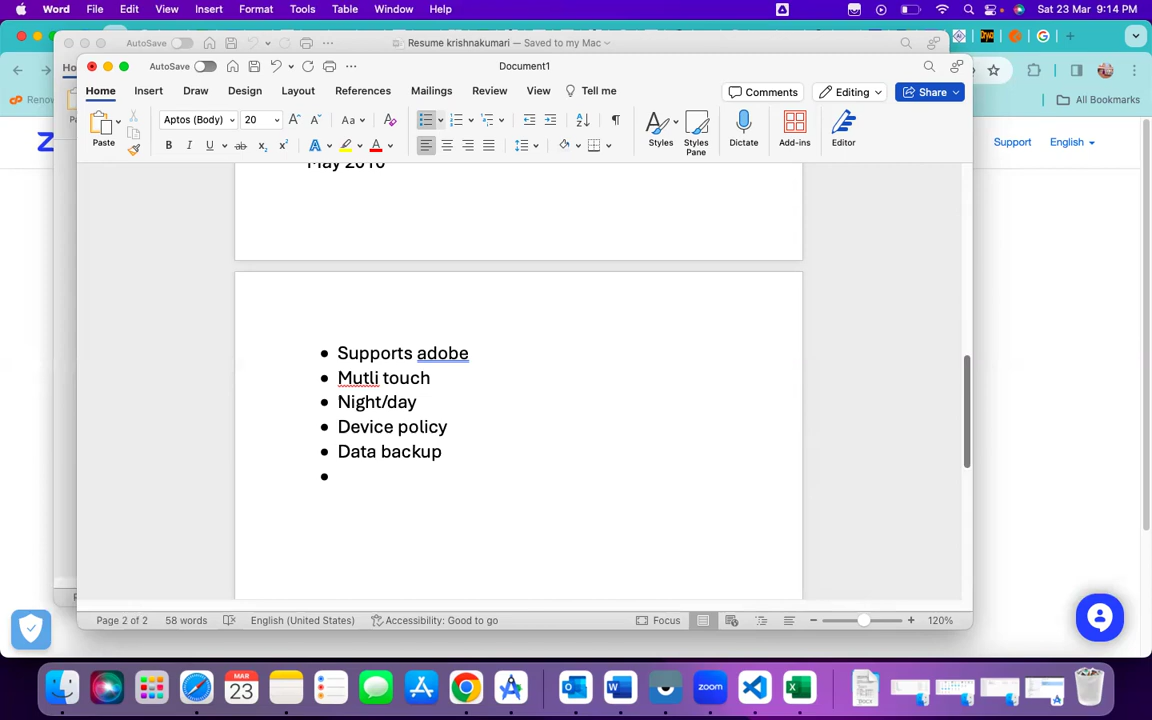 Word File Edit View Insert Format Tools Table Window Help Sat 23 Mar 9:14 PM
AutoSave Resume krishnakumari — Saved to my Mac
AutoSave Document1
Home Insert Draw Design Layout References Mailings Review View Tell me Comments Editing Share
Reno All Bookmarks
Paste Aptos (Body) 20 Aa Styles Styles Pane Dictate Add-ins Editor
Support English
May 2010
Supports adobe
Mutli touch
Night/day
Device policy
Data backup
Page 2 of 2 58 words English (United States) Accessibility: Good to go Focus 120%
MAR
23
zoom